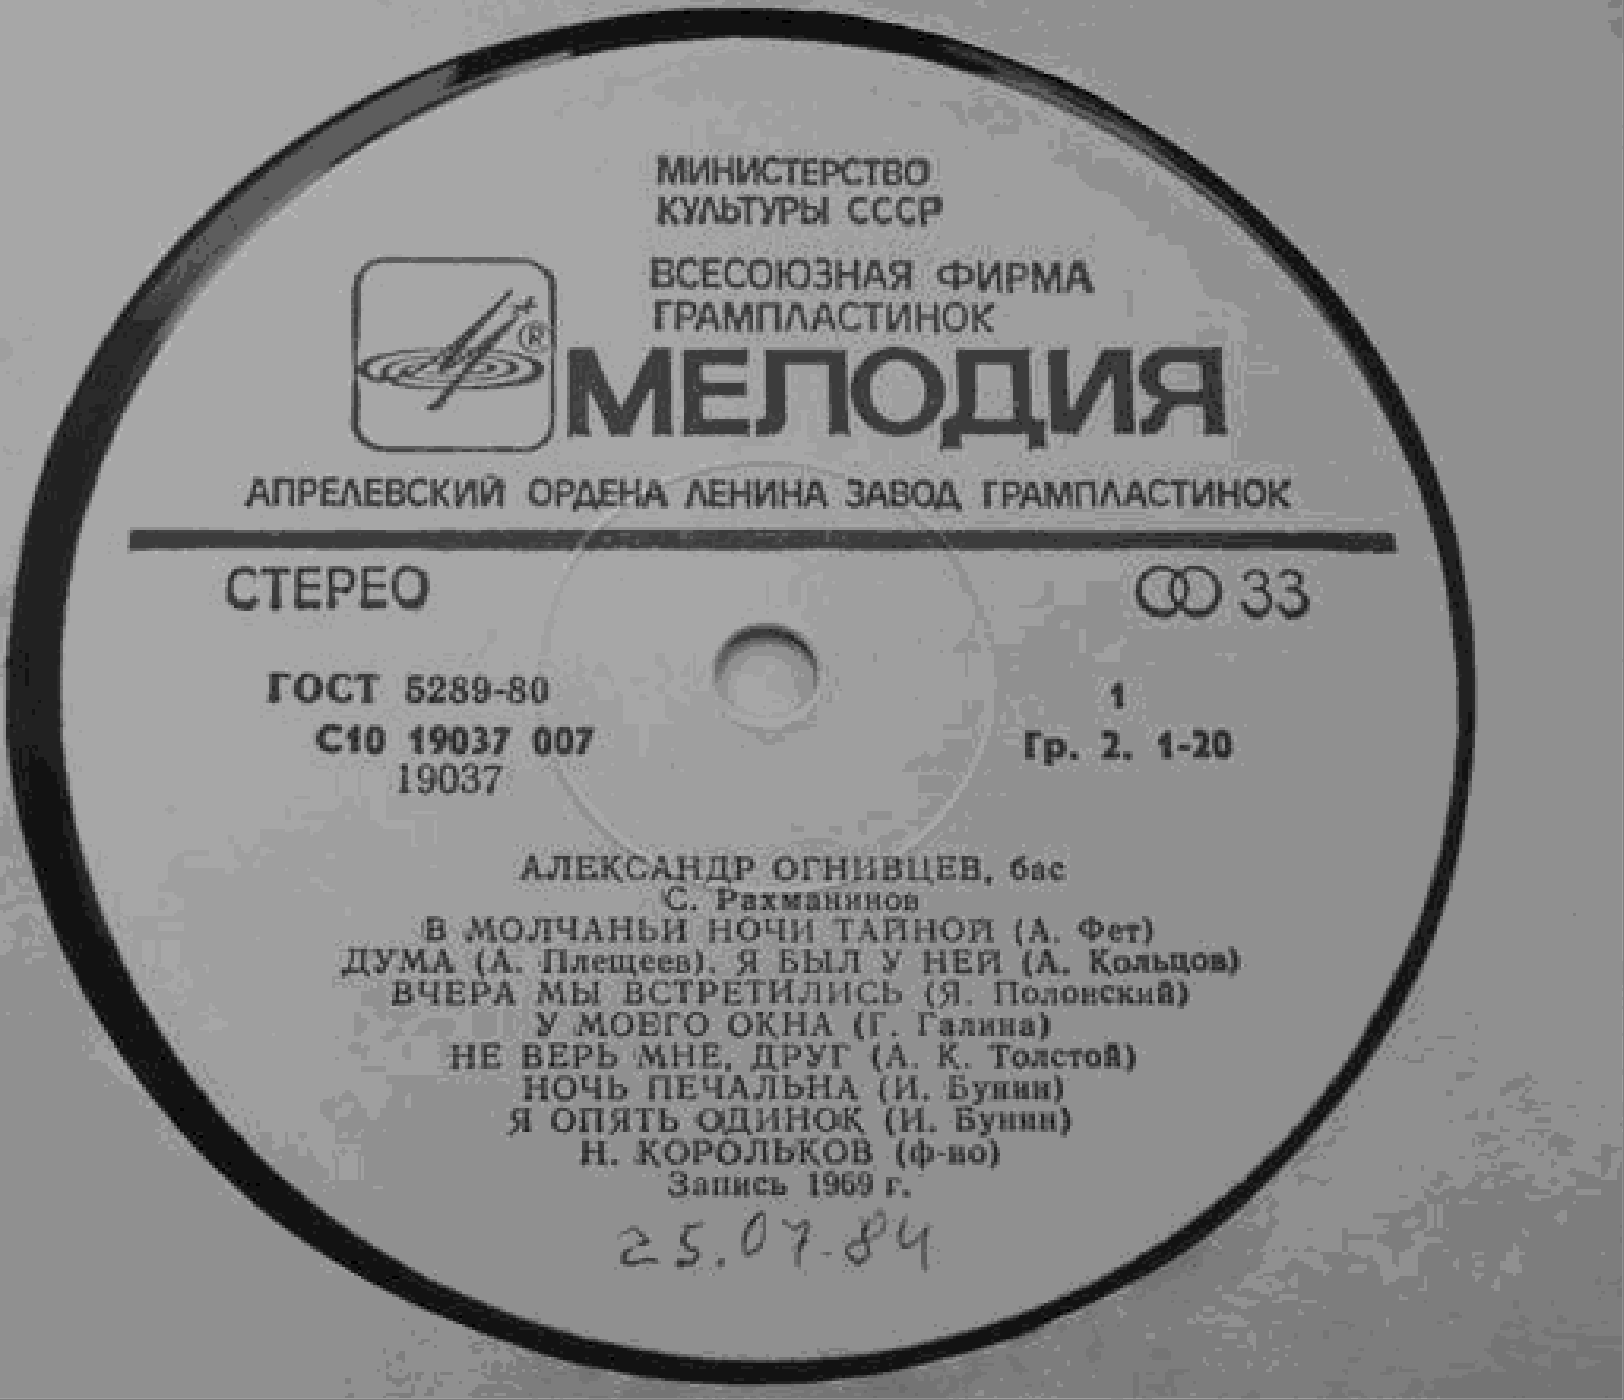 МИНИСТЕРСТВО
КУЛЬТУРЫ СССР
ВСЕСОЮЗНАЯ ФИРМА
ГРАМПЛАСТИНОК
®
МЕЛОДИЯ
АПРЕЛЕВСКИЙ ОРДЕНА ЛЕНИНА ЗАВОД ГРАМПЛАСТИНОК
СТЕРЕО 33
ГОСТ 5289-80 1
С10 19037 007 Гр. 2. 1-20
19037
АЛЕКСАНДР ОГНИВЦЕВ, бас
С. Рахманинов
В МОЛЧАНЬИ НОЧИ ТАЙНОЙ (А. Фет)
ДУМА (А. Плещеев). Я БЫЛ У НЕЙ (А. Кольцов)
ВЧЕРА МЫ ВСТРЕТИЛИСЬ (Я. Полонский)
У МОЕГО ОКНА (Г. Галина)
НЕ ВЕРЬ МНЕ, ДРУГ (А. К. Толстой)
НОЧЬ ПЕЧАЛЬНА (И. Бунин)
Я ОПЯТЬ ОДИНОК (И. Бунин)
Н. КОРОЛЬКОВ (ф-но)
Запись 1969 г.
25.07.84